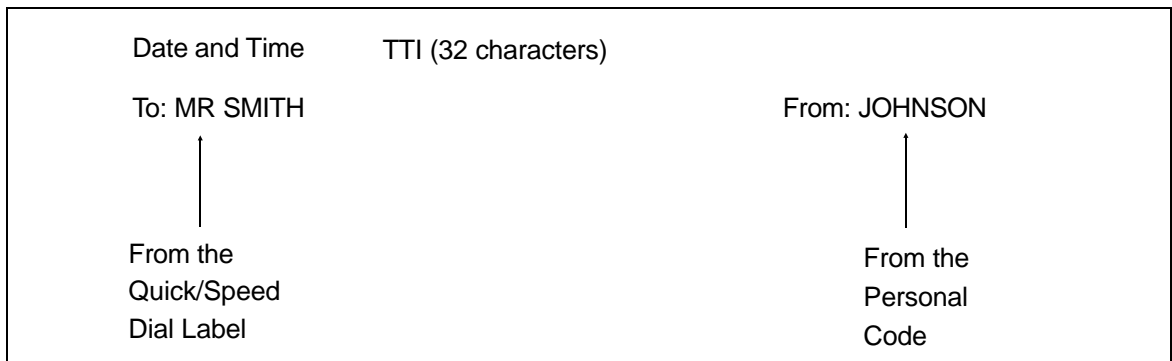 Date and Time TTI (32 characters)
To: MR SMITH From: JOHNSON
From the
Quick/Speed
Dial Label
From the
Personal
Code